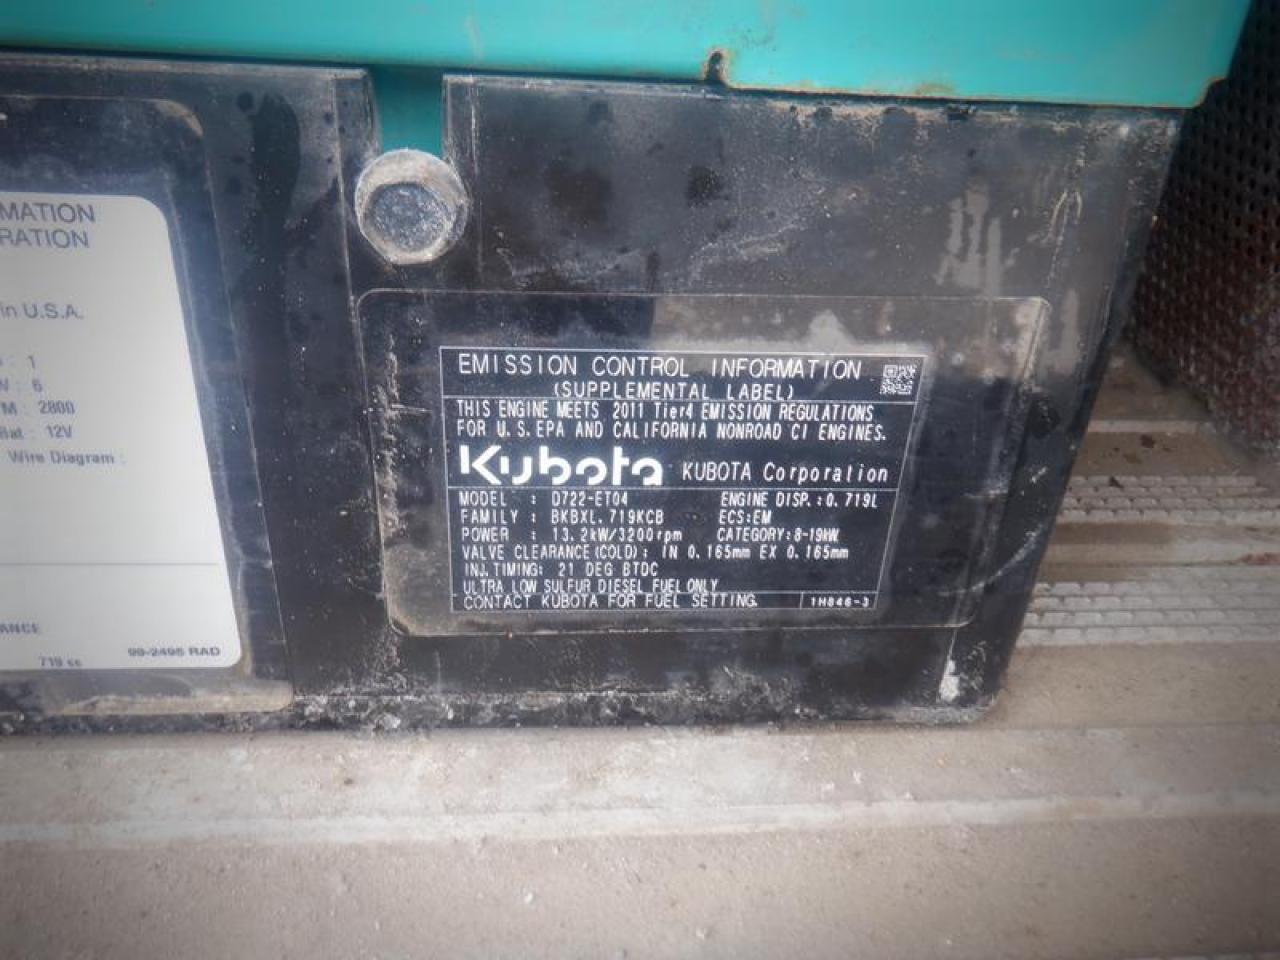 MATION
RATION
in U.S.A.
: 1
: 6
2800
Bat : 12V
Wire Diagram :
719 cc
99-2495 RAD
EMISSION CONTROL INFORMATION
(SUPPLEMENTAL LABEL)
THIS ENGINE MEETS 2011 Tier4 EMISSION REGULATIONS
FOR U.S.EPA AND CALIFORNIA NONROAD CI ENGINES.
Kubota KUBOTA Corporation
MODEL : D722-ET04 ENGINE DISP.:0.719L
FAMILY : BKBXL.719KCB ECS:EM
POWER : 13.2kW/3200rpm CATEGORY:8-19kW
VALVE CLEARANCE(COLD): IN 0.165mm EX 0.165mm
INJ.TIMING: 21 DEG BTDC
ULTRA LOW SULFUR DIESEL FUEL ONLY
CONTACT KUBOTA FOR FUEL SETTING. 1H846-3